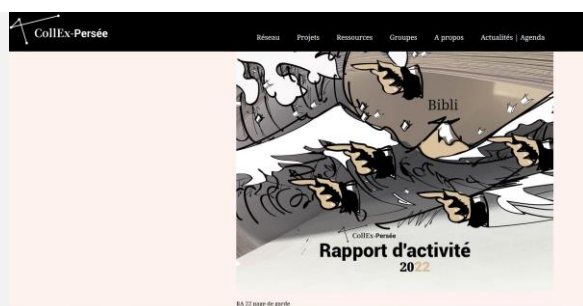 CollEx-Persée
Réseau Projets Ressources Groupes A propos Actualités | Agenda
Bibli
CollEx-Persée
Rapport d'activité
2022
RA 22 page de garde